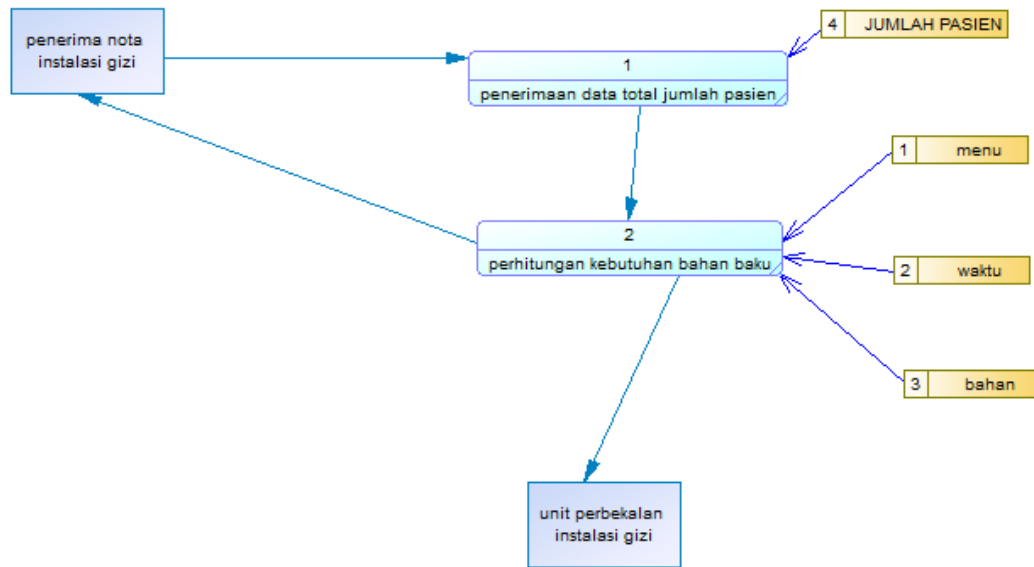 penerima nota
instalasi gizi
4 JUMLAH PASIEN
1
penerimaan data total jumlah pasien
1 menu
2
perhitungan kebutuhan bahan baku
2 waktu
3 bahan
unit perbekalan
instalasi gizi